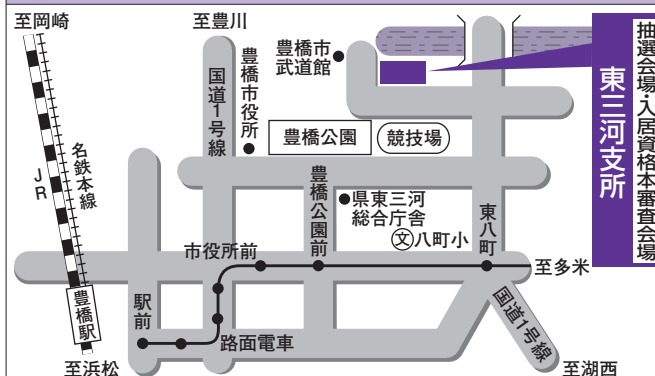 至岡崎
至豊川
豊橋市
武道館
抽選会場・入居資格本審査会場
東三河支所
国道1号線
豊橋市役所
豊橋公園
競技場
名鉄本線
JR
豊橋公園前
県東三河
総合庁舎
文八町小
東八町
市役所前
至多米
豊橋駅
駅前
路面電車
国道1号線
至浜松
至湖西